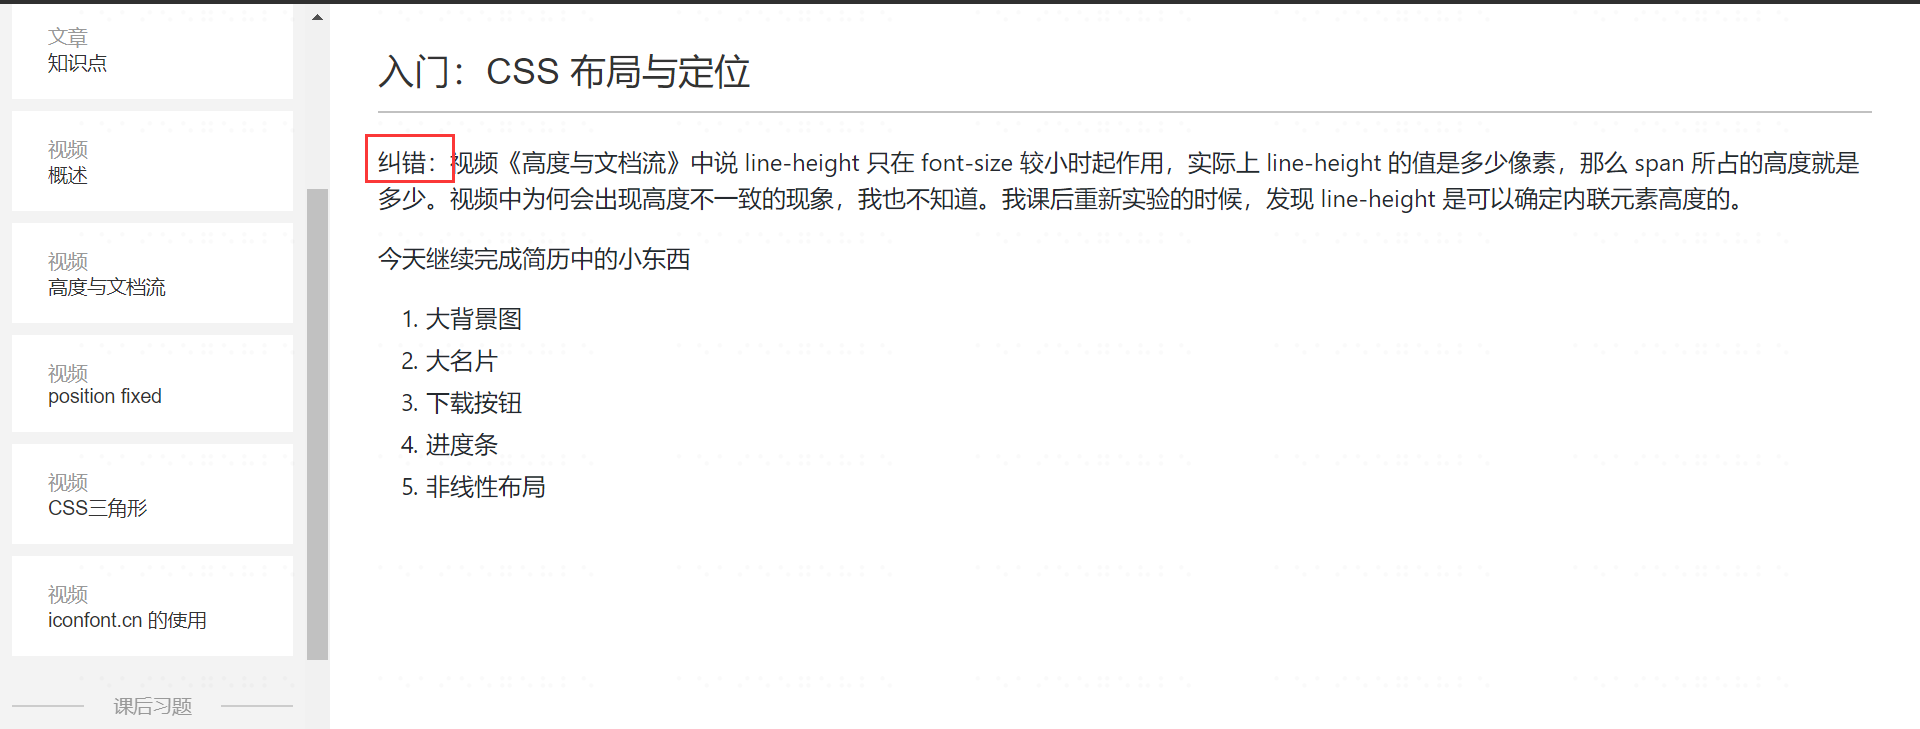 文章
知识点
视频
概述
视频
高度与文档流
视频
position fixed
视频
CSS三角形
视频
iconfont.cn 的使用
课后习题
入门：CSS 布局与定位
纠错：视频《高度与文档流》中说 line-height 只在 font-size 较小时起作用，实际上 line-height 的值是多少像素，那么 span 所占的高度就是
多少。视频中为何会出现高度不一致的现象，我也不知道。我课后重新实验的时候，发现 line-height 是可以确定内联元素高度的。
今天继续完成简历中的小东西
1. 大背景图
2. 大名片
3. 下载按钮
4. 进度条
5. 非线性布局